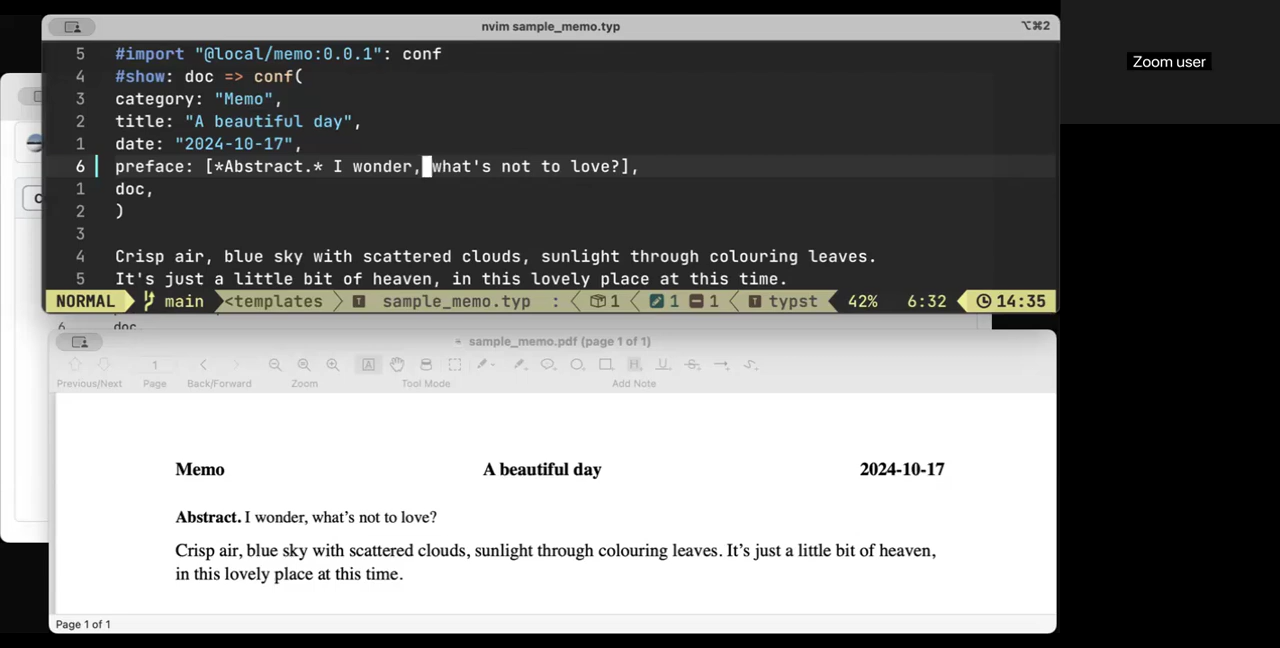 nvim sample_memo.typ
⌥⌘2
Zoom user
5 #import "@local/memo:0.0.1": conf
4 #show: doc => conf(
3 category: "Memo",
2 title: "A beautiful day",
1 date: "2024-10-17",
6 preface: [*Abstract.* I wonder, what's not to love?],
1 doc,
2 )
3
4 Crisp air, blue sky with scattered clouds, sunlight through colouring leaves.
5 It's just a little bit of heaven, in this lovely place at this time.
NORMAL main <templates sample_memo.typ : 1 1 1 typst 42% 6:32 14:35
6 doc
sample_memo.pdf (page 1 of 1)
1
Previous/Next Page Back/Forward Zoom Tool Mode Add Note
Memo A beautiful day 2024-10-17
Abstract. I wonder, what's not to love?
Crisp air, blue sky with scattered clouds, sunlight through colouring leaves. It's just a little bit of heaven,
in this lovely place at this time.
Page 1 of 1